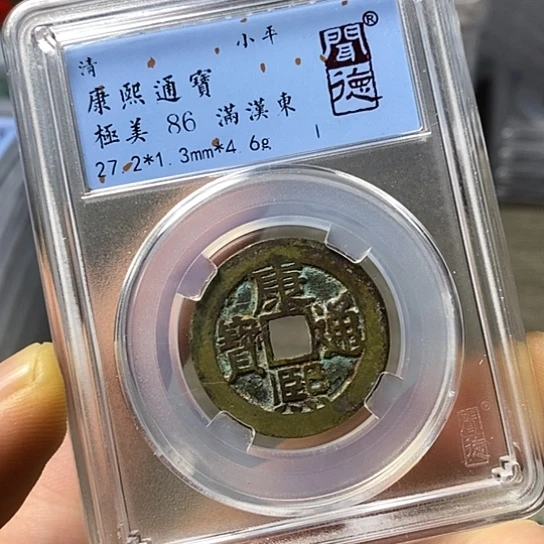 清 小平
康熙通寶
極美 86 滿漢東
27.2*1.3mm*4.6g
聞德®
康熙通寶
聞德